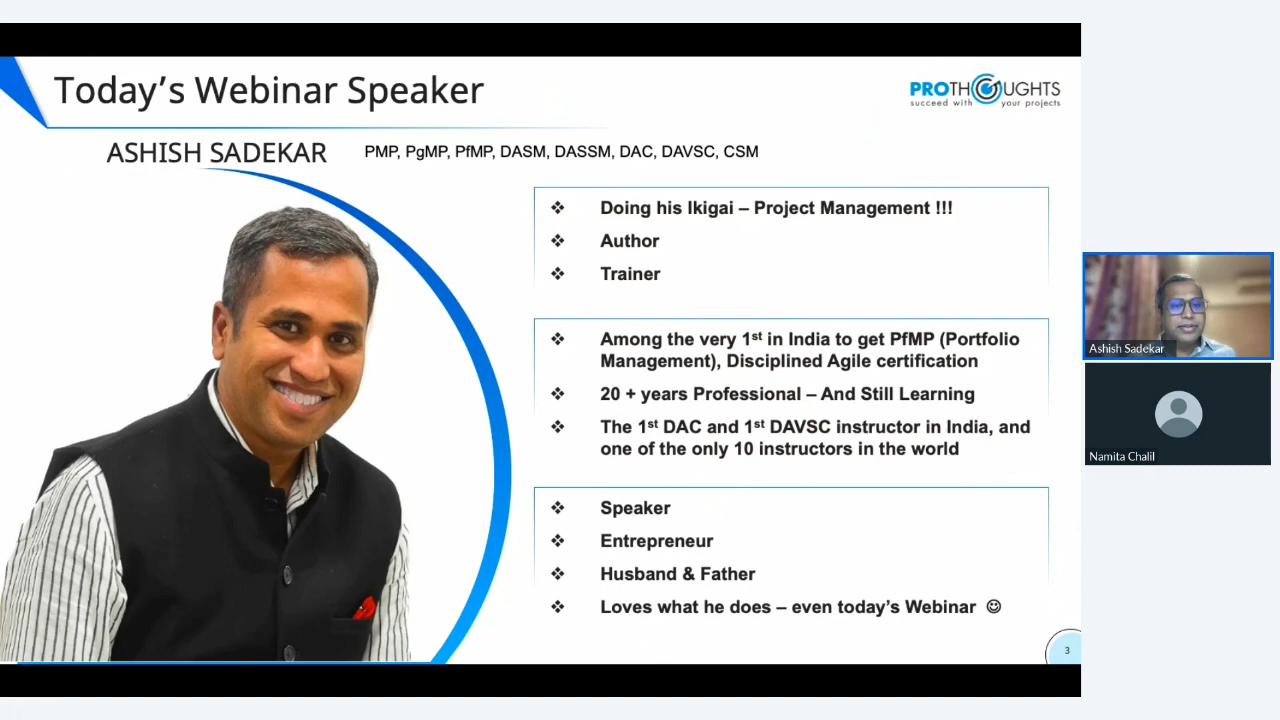 Today's Webinar Speaker
PROTHOUGHTS
succeed with your projects
ASHISH SADEKAR
PMP, PgMP, PfMP, DASM, DASSM, DAC, DAVSC, CSM
❖ Doing his Ikigai – Project Management !!!
❖ Author
❖ Trainer
❖ Among the very 1st in India to get PfMP (Portfolio
Management), Disciplined Agile certification
❖ 20 + years Professional – And Still Learning
❖ The 1st DAC and 1st DAVSC instructor in India, and
one of the only 10 instructors in the world
❖ Speaker
❖ Entrepreneur
❖ Husband & Father
❖ Loves what he does – even today's Webinar ☺
3
Ashish Sadekar
Namita Chalil